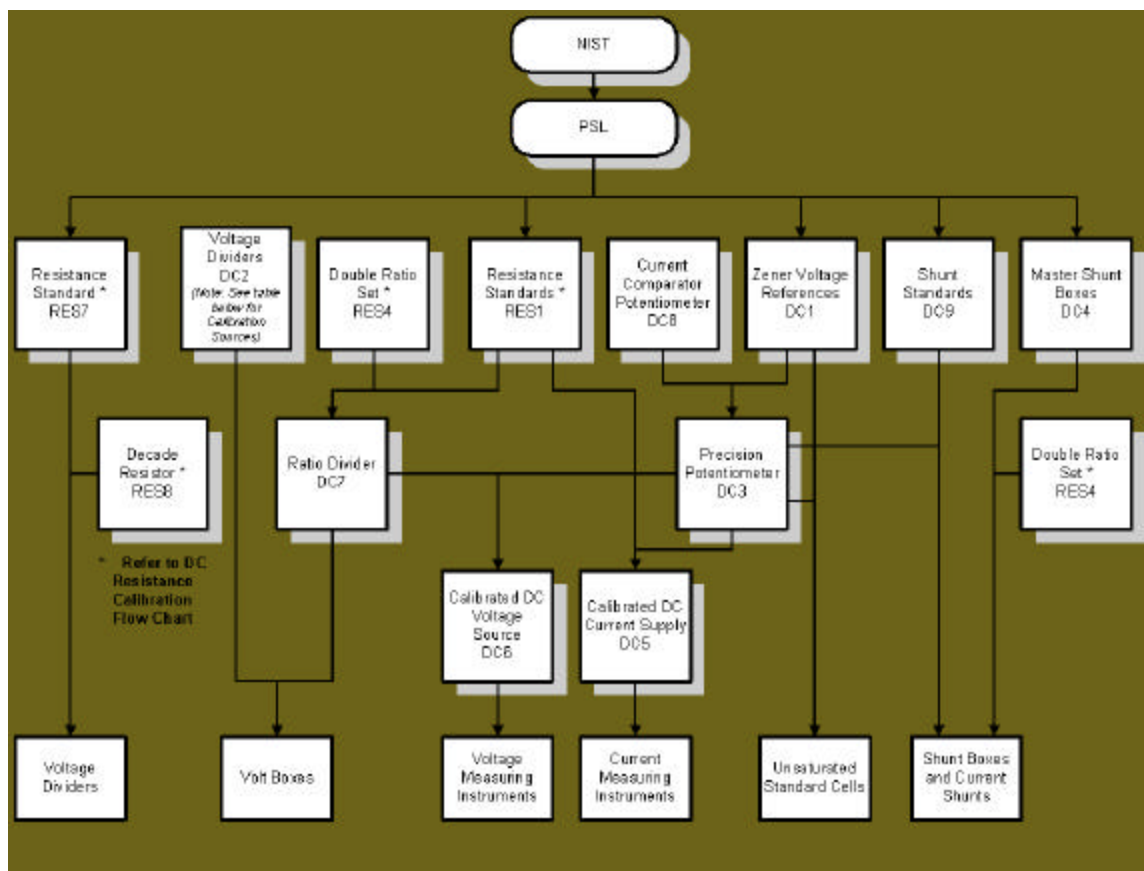 NIST
PSL
Resistance
Standard *
RES7
Voltage
Dividers
DC2
(Note: See table
below for
Calibration
Sources)
Double Ratio
Set *
RES4
Resistance
Standards *
RES1
Current
Comparator
Potentiometer
DC8
Zener Voltage
References
DC1
Shunt
Standards
DC9
Master Shunt
Boxes
DC4
Decade
Resistor *
RES8
Ratio Divider
DC7
Precision
Potentiometer
DC3
Double Ratio
Set *
RES4
* Refer to DC
Resistance
Calibration
Flow Chart
Calibrated DC
Voltage
Source
DC6
Calibrated DC
Current Supply
DC5
Voltage
Dividers
Volt Boxes
Voltage
Measuring
Instruments
Current
Measuring
Instruments
Unsaturated
Standard Cells
Shunt Boxes
and Current
Shunts